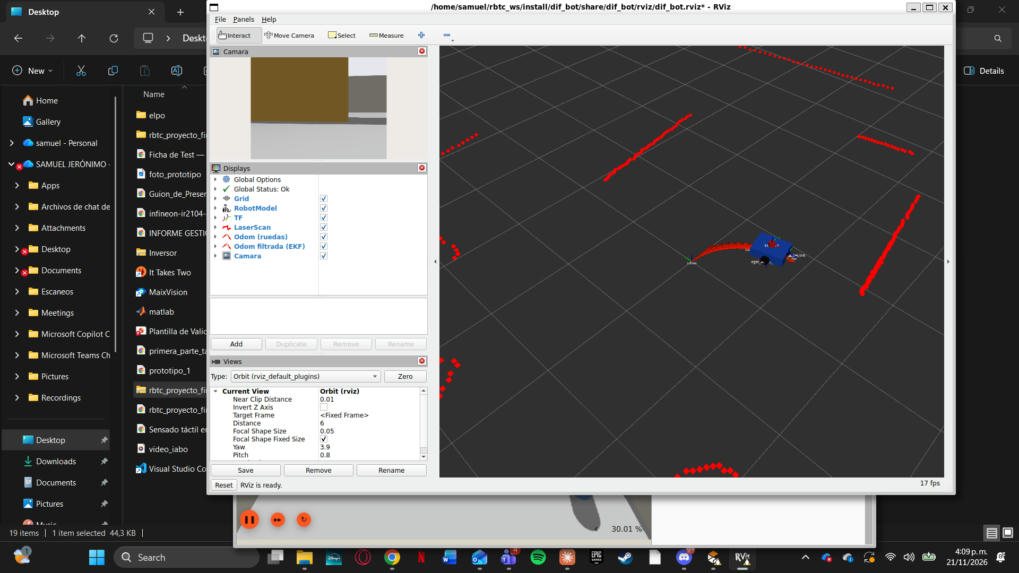 Desktop
/home/samuel/rbtc_ws/install/dif_bot/share/dif_bot/rviz/dif_bot.rviz* - RViz
File Panels Help
Interact Move Camera Select Measure
New
Details
Name
Home
Gallery
samuel - Personal
SAMUEL JERÓNIMO
Apps
Archivos de chat de
Attachments
Desktop
Documents
Escaneos
Meetings
Microsoft Copilot C
Microsoft Teams Ch
Pictures
Recordings
Desktop
Downloads
Documents
Pictures
Music
elpo
rbtc_proyecto_fi
Ficha de Test —
foto_prototipo
Guion_de_Presen
infineon-ir2104-
INFORME GESTI
Inversor
It Takes Two
MaixVision
matlab
Plantilla de Valid
primera_parte_ta
prototipo_1
rbtc_proyecto_fi
rbtc_proyecto_fi
Sensado táctil en
video_iabo
Visual Studio Co
Camara
Displays
Global Options
Global Status: Ok
Grid
RobotModel
TF
LaserScan
Odom (ruedas)
Odom filtrada (EKF)
Camara
Add Duplicate Remove Rename
Views
Type: Orbit (rviz_default_plugins) Zero
Current View Orbit (rviz)
Near Clip Distance 0.01
Invert Z Axis
Target Frame <Fixed Frame>
Distance 6
Focal Shape Size 0.05
Focal Shape Fixed Size
Yaw 3.9
Pitch 0.8
Save Remove Rename
Reset RViz is ready.
17 fps
30.01 %
19 items 1 item selected 44,3 KB
Search
4:09 p. m.
21/11/2026